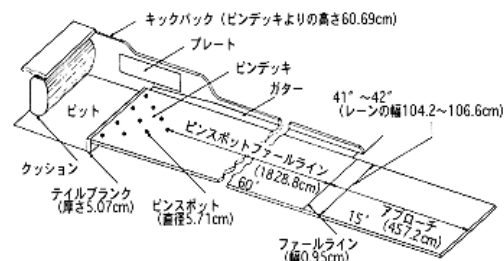 キックバック(ピンデッキよりの高さ60.69cm)
プレート
ピンデッキ
ガター
41″~42″
(レーンの幅104.2~106.6cm)
ピット
クッション
テイルプランク
(厚さ5.07cm)
ピンスポット
(直径5.71cm)
ピンスポットファールライン
(1828.8cm)
60′
アプローチ
(457.2cm)
15′
ファールライン
(幅0.95cm)